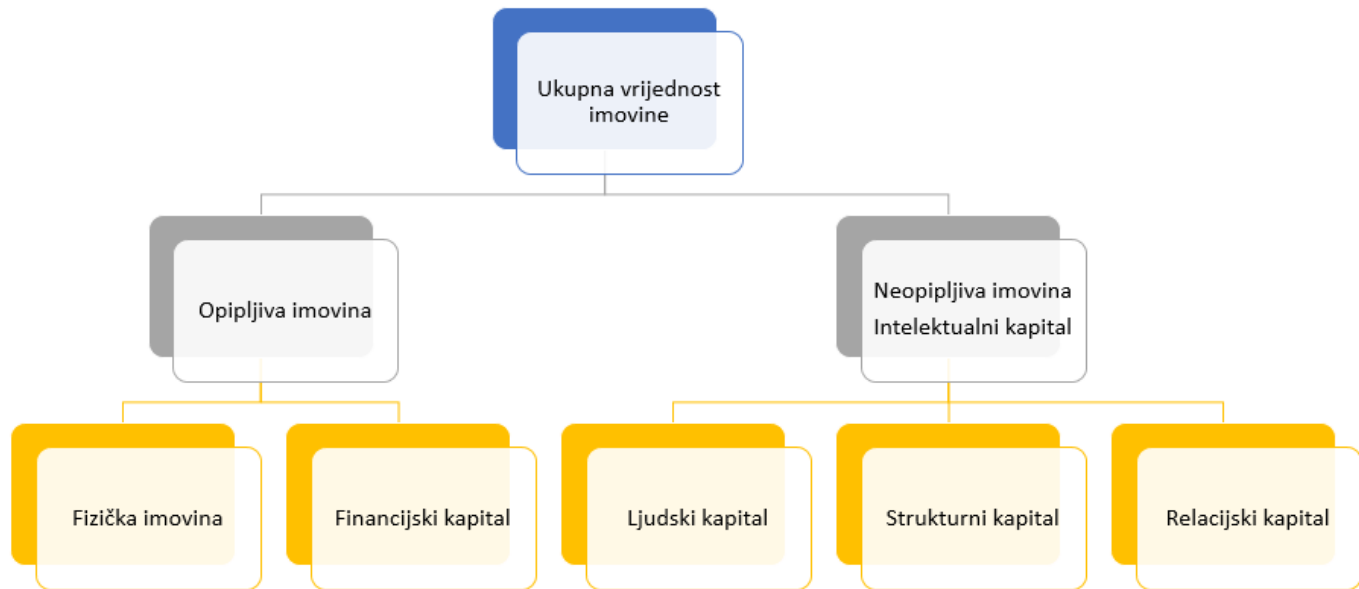 Ukupna vrijednost
imovine
Opipljiva imovina
Neopipljiva imovina
Intelektualni kapital
Fizička imovina
Financijski kapital
Ljudski kapital
Strukturni kapital
Relacijski kapital